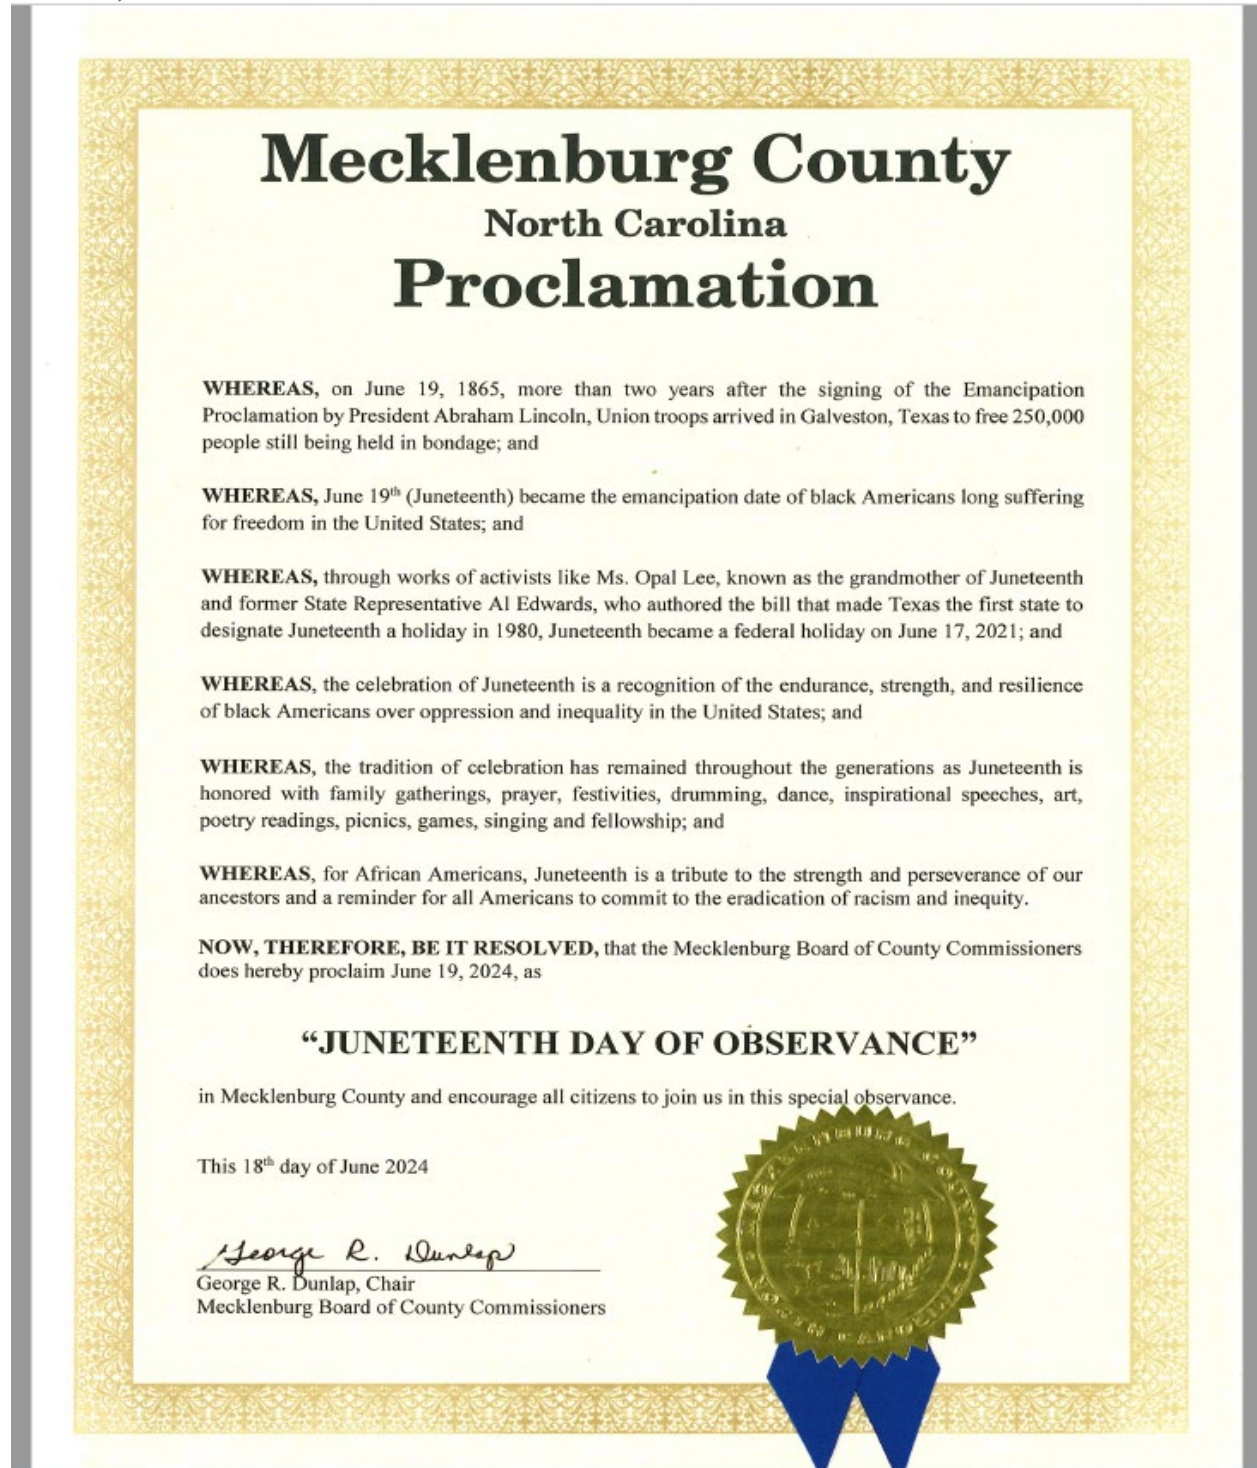 Mecklenburg County
North Carolina
Proclamation
WHEREAS, on June 19, 1865, more than two years after the signing of the Emancipation
Proclamation by President Abraham Lincoln, Union troops arrived in Galveston, Texas to free 250,000
people still being held in bondage; and
WHEREAS, June 19th (Juneteenth) became the emancipation date of black Americans long suffering
for freedom in the United States; and
WHEREAS, through works of activists like Ms. Opal Lee, known as the grandmother of Juneteenth
and former State Representative Al Edwards, who authored the bill that made Texas the first state to
designate Juneteenth a holiday in 1980, Juneteenth became a federal holiday on June 17, 2021; and
WHEREAS, the celebration of Juneteenth is a recognition of the endurance, strength, and resilience
of black Americans over oppression and inequality in the United States; and
WHEREAS, the tradition of celebration has remained throughout the generations as Juneteenth is
honored with family gatherings, prayer, festivities, drumming, dance, inspirational speeches, art,
poetry readings, picnics, games, singing and fellowship; and
WHEREAS, for African Americans, Juneteenth is a tribute to the strength and perseverance of our
ancestors and a reminder for all Americans to commit to the eradication of racism and inequity.
NOW, THEREFORE, BE IT RESOLVED, that the Mecklenburg Board of County Commissioners
does hereby proclaim June 19, 2024, as
“JUNETEENTH DAY OF OBSERVANCE”
in Mecklenburg County and encourage all citizens to join us in this special observance.
This 18th day of June 2024
George R. Dunlap
George R. Dunlap, Chair
Mecklenburg Board of County Commissioners
MECKLENBURG COUNTY
NORTH CAROLINA